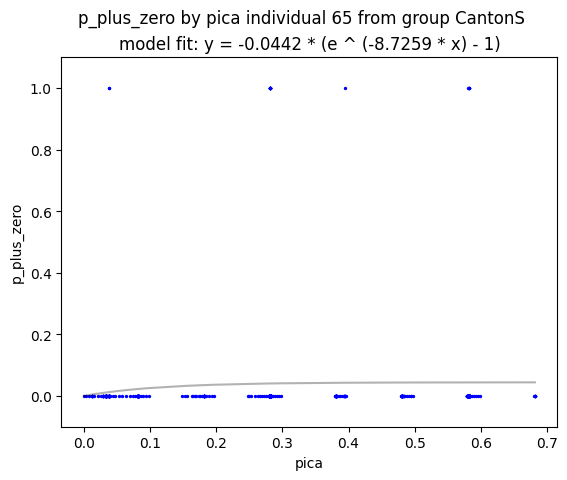 p_plus_zero by pica individual 65 from group CantonS
model fit: y = -0.0442 * (e ^ (-8.7259 * x) - 1)
1.0
0.8
0.6
0.4
0.2
0.0
p_plus_zero
0.0 0.1 0.2 0.3 0.4 0.5 0.6 0.7
pica